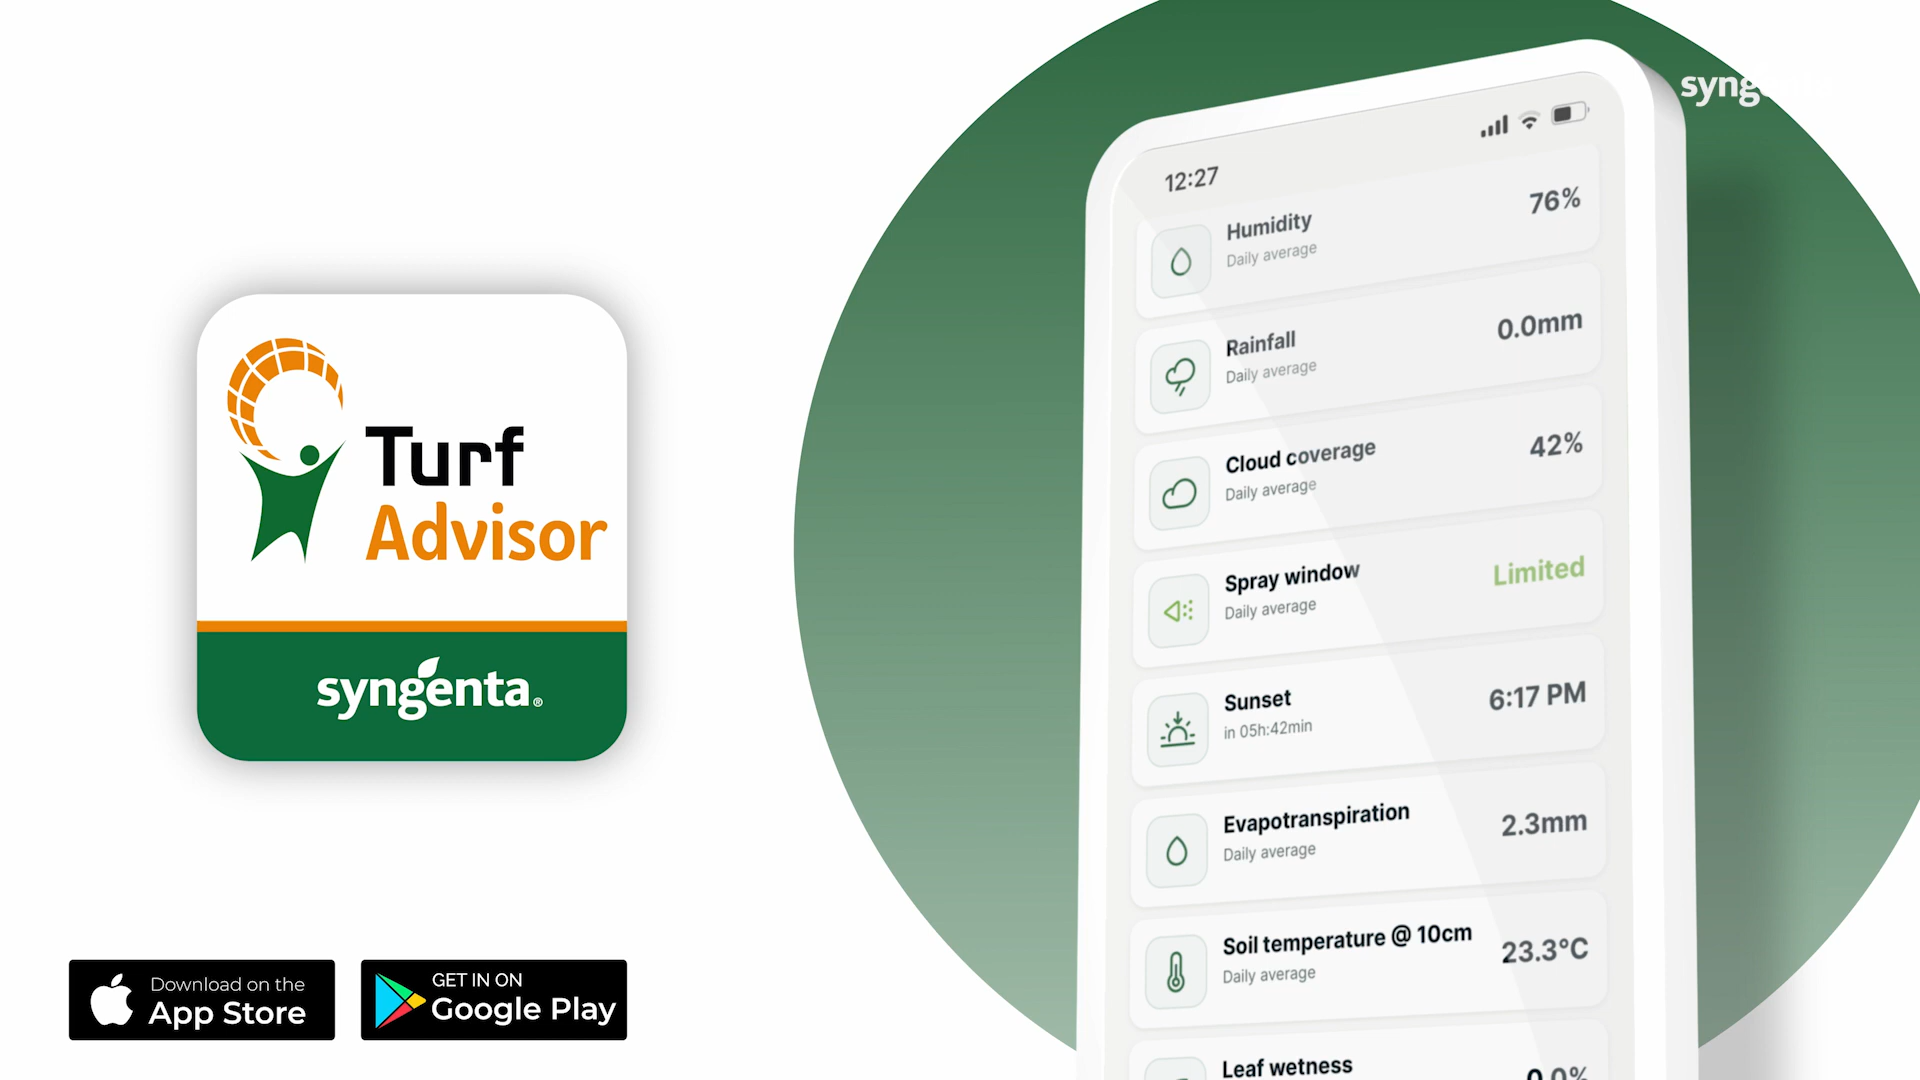 Turf
Advisor
syngenta®
Download on the
App Store
GET IN ON
Google Play
12:27
Humidity
Daily average
76%
Rainfall
Daily average
0.0mm
Cloud coverage
Daily average
42%
Spray window
Daily average
Limited
Sunset
in 05h:42min
6:17 PM
Evapotranspiration
Daily average
2.3mm
Soil temperature @ 10cm
Daily average
23.3°C
Leaf wetness
0.0%